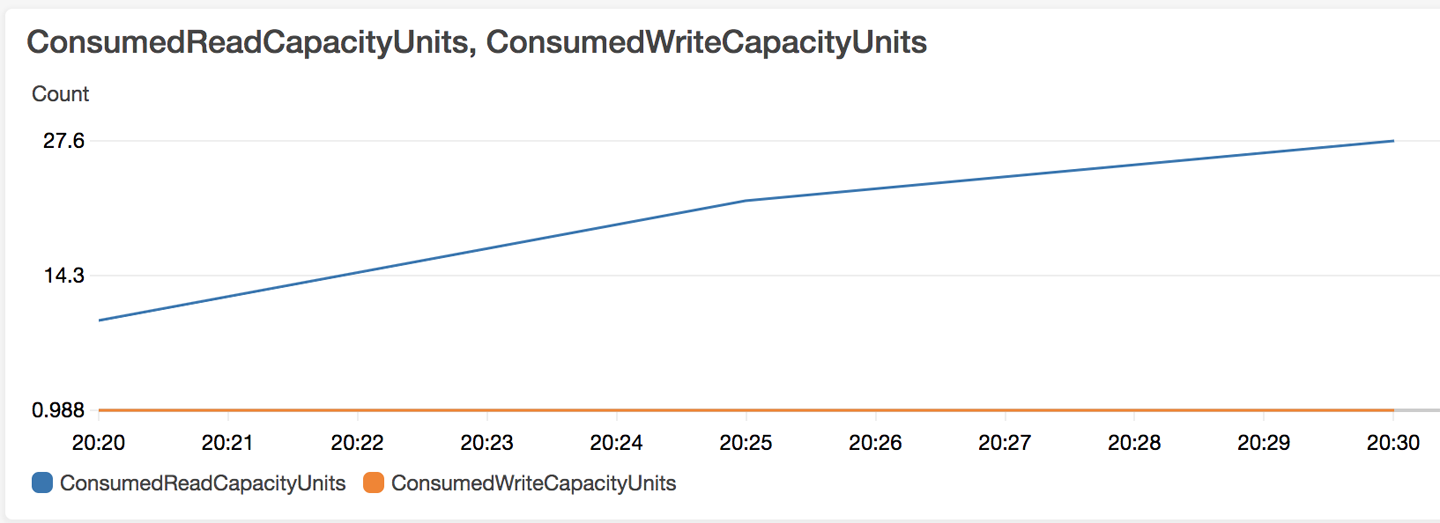 ConsumedReadCapacityUnits, ConsumedWriteCapacityUnits
Count
27.6
14.3
0.988
20:20 20:21 20:22 20:23 20:24 20:25 20:26 20:27 20:28 20:29 20:30
ConsumedReadCapacityUnits ConsumedWriteCapacityUnits